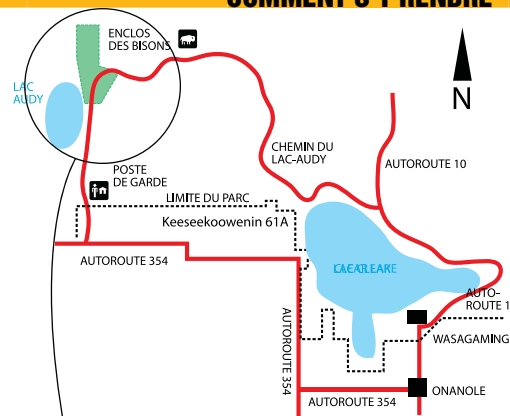 COMMENT S'Y RENDRE
ENCLOS
DES BISONS
LAC
AUDY
N
CHEMIN DU
LAC-AUDY
AUTOROUTE 10
POSTE
DE GARDE
LIMITE DU PARC
Keeseekoowenin 61A
AUTOROUTE 354
AUTO-
ROUTE 1
WASAGAMING
AUTOROUTE 354
ONANOLE
AUTOROUTE 354